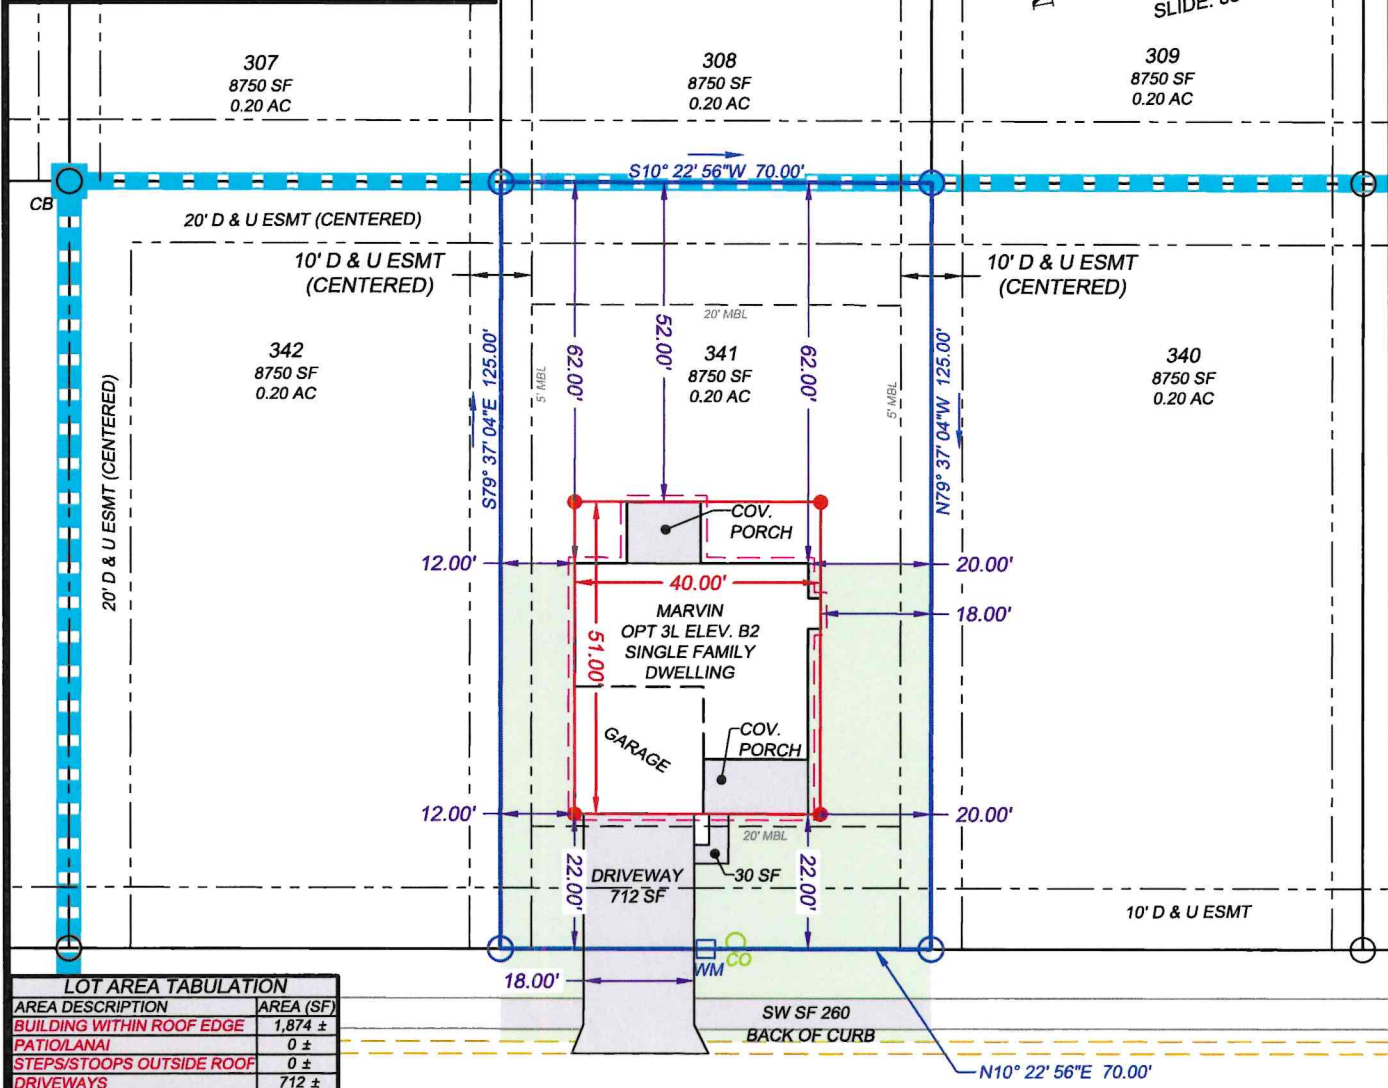 SLIDE:
307
8750 SF
0.20 AC
308
8750 SF
0.20 AC
309
8750 SF
0.20 AC
S10° 22' 56"W 70.00'
CB
20' D & U ESMT (CENTERED)
10' D & U ESMT
(CENTERED)
10' D & U ESMT
(CENTERED)
20' MBL
342
8750 SF
0.20 AC
341
8750 SF
0.20 AC
340
8750 SF
0.20 AC
S79° 37' 04"E 125.00'
N79° 37' 04"W 125.00'
62.00'
52.00'
62.00'
5' MBL
5' MBL
20' D & U ESMT (CENTERED)
COV.
PORCH
12.00'
20.00'
40.00'
18.00'
MARVIN
OPT 3L ELEV. B2
SINGLE FAMILY
DWELLING
51.00'
GARAGE
COV.
PORCH
12.00'
20.00'
20' MBL
22.00'
DRIVEWAY
712 SF
30 SF
22.00'
10' D & U ESMT
WM
CO
18.00'
SW SF 260
BACK OF CURB
N10° 22' 56"E 70.00'
LOT AREA TABULATION
AREA DESCRIPTION AREA (SF)
BUILDING WITHIN ROOF EDGE 1,874 ±
PATIO/LANAI 0 ±
STEPS/STOOPS OUTSIDE ROOF 0 ±
DRIVEWAYS 712 ±